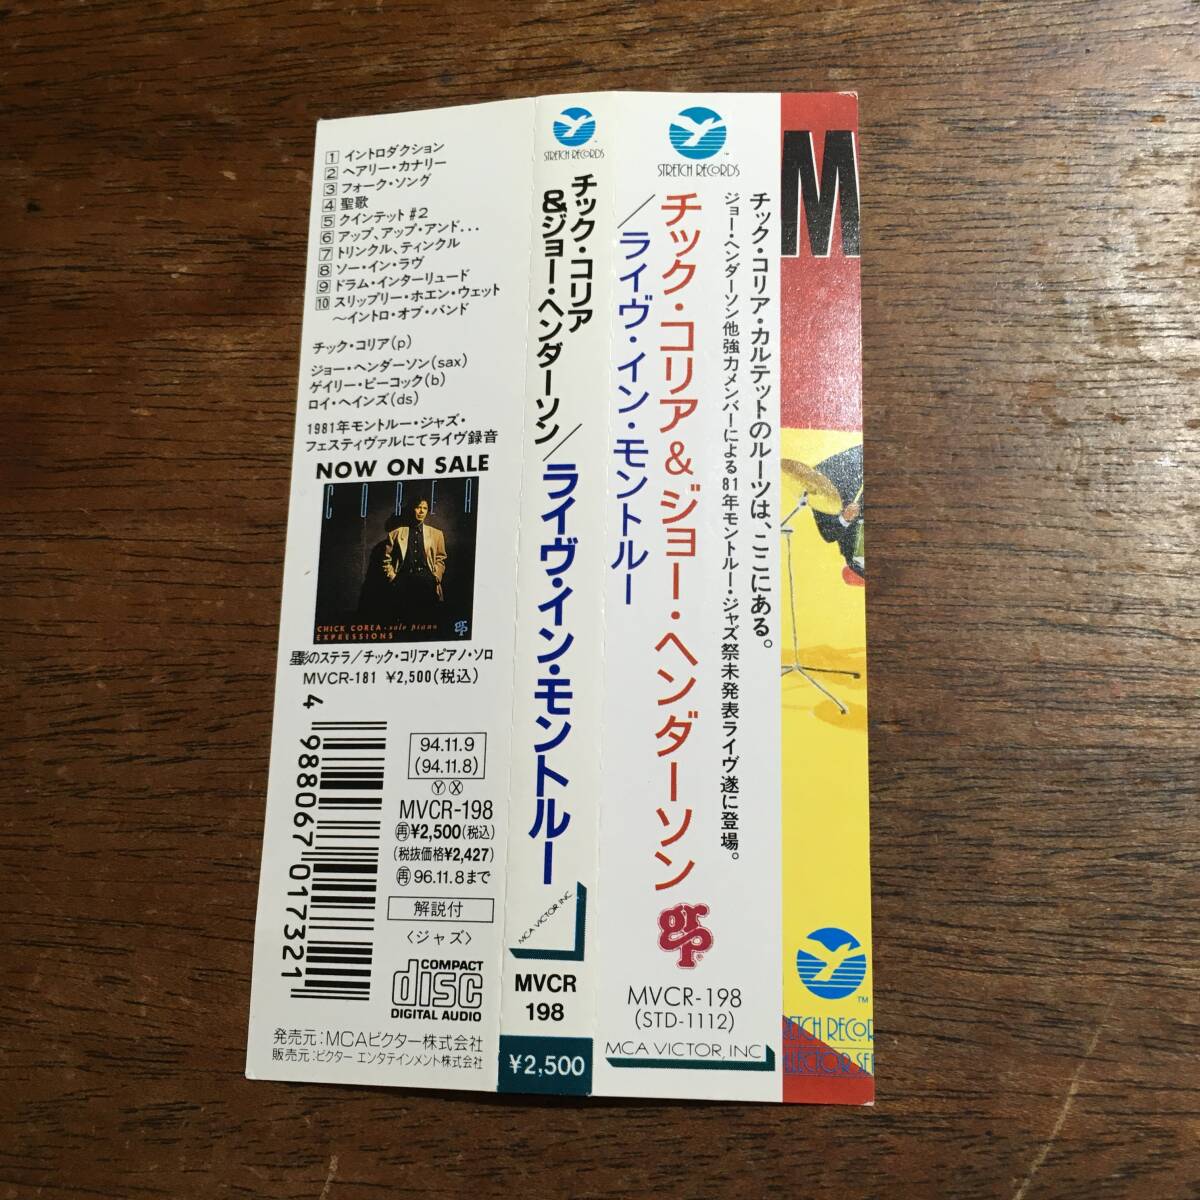 1 イントロダクション
2 ヘアリー・カナリー
3 フォーク・ソング
4 聖歌
5 クインテット #2
6 アップ、アップ・アンド...
7 トリンクル、ティンクル
8 ソー・イン・ラヴ
9 ドラム・インターリュード
10 スリップリー・ホエン・ウェット
〜イントロ・オブ・バンド
チック・コリア(p)
ジョー・ヘンダーソン(sax)
ゲイリー・ピーコック(b)
ロイ・ヘインズ(ds)
1981年モントルー・ジャズ・
フェスティヴァルにてライヴ録音
NOW ON SALE
COREA
CHICK COREA・solo piano
EXPRESSIONS
grp
星影のステラ/チック・コリア・ピアノ・ソロ
MVCR-181 ¥2,500(税込)
4 988067 017321
94.11.9
(94.11.8)
Ⓨ Ⓧ
MVCR-198
㊢¥2,500(税込)
(税抜価格¥2,427)
再96.11.8まで
解説付
〈ジャズ〉
COMPACT
disc
DIGITAL AUDIO
発売元:MCAビクター株式会社
販売元:ビクター エンタテインメント株式会社
STRETCH RECORDS
チック・コリア
&ジョー・ヘンダーソン/ライヴ・イン・モントルー
MCA VICTOR, INC
MVCR
198
¥2,500
STRETCH RECORDS
™
チック・コリア・カルテットのルーツは、ここにある。
ジョー・ヘンダーソン他強力メンバーによる81年モントルー・ジャズ祭未発表ライヴ遂に登場。
チック・コリア&ジョー・ヘンダーソン
/ライヴ・イン・モントルー
grp®
MVCR-198
(STD-1112)
MCA VICTOR, INC
M
™
RETCH RECOR
LLECTOR SE